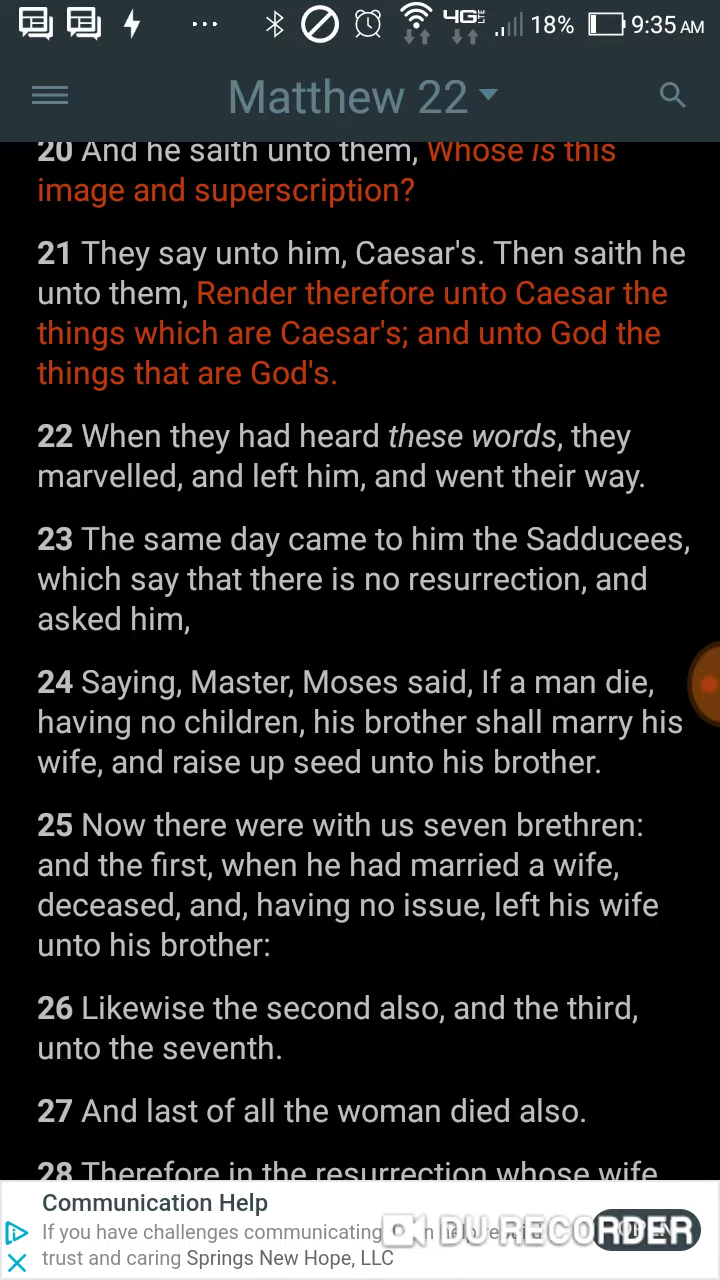 4G 18% 9:35 AM
Matthew 22
20 And he saith unto them, Whose is this
image and superscription?
21 They say unto him, Caesar's. Then saith he
unto them, Render therefore unto Caesar the
things which are Caesar's; and unto God the
things that are God's.
22 When they had heard these words, they
marvelled, and left him, and went their way.
23 The same day came to him the Sadducees,
which say that there is no resurrection, and
asked him,
24 Saying, Master, Moses said, If a man die,
having no children, his brother shall marry his
wife, and raise up seed unto his brother.
25 Now there were with us seven brethren:
and the first, when he had married a wife,
deceased, and, having no issue, left his wife
unto his brother:
26 Likewise the second also, and the third,
unto the seventh.
27 And last of all the woman died also.
28 Therefore in the resurrection whose wife
Communication Help
If you have challenges communicating
DU RECORDER
trust and caring Springs New Hope, LLC